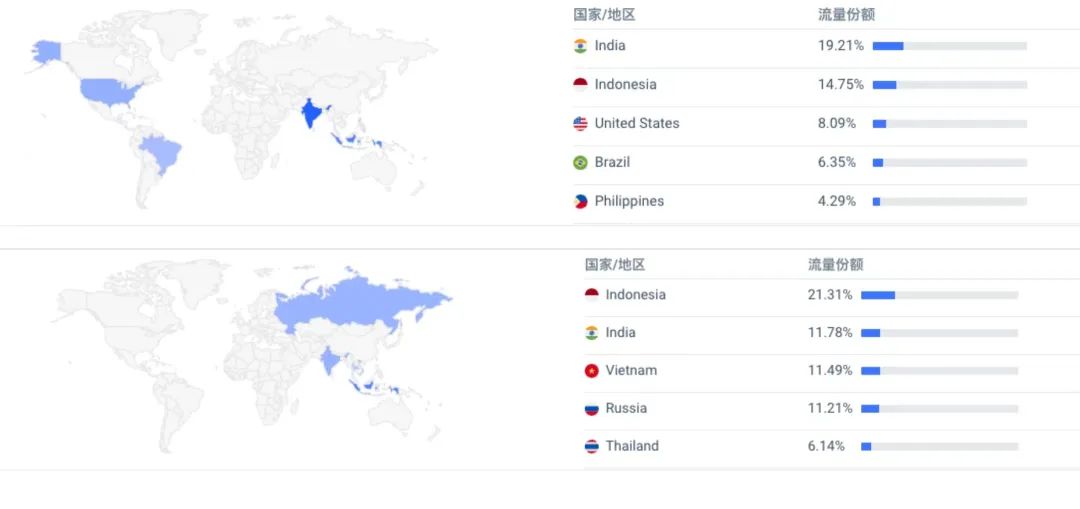 国家/地区 流量份额
India 19.21%
Indonesia 14.75%
United States 8.09%
Brazil 6.35%
Philippines 4.29%
国家/地区 流量份额
Indonesia 21.31%
India 11.78%
Vietnam 11.49%
Russia 11.21%
Thailand 6.14%